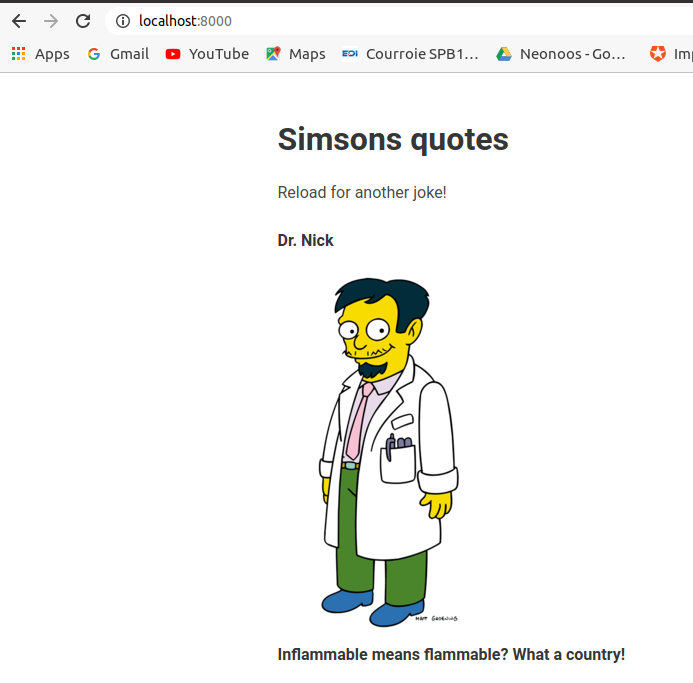 localhost:8000
Apps Gmail YouTube Maps EOI Courroie SPB1… Neonoos - Go… Imp
Simsons quotes
Reload for another joke!
Dr. Nick
MATT GROENING
Inflammable means flammable? What a country!